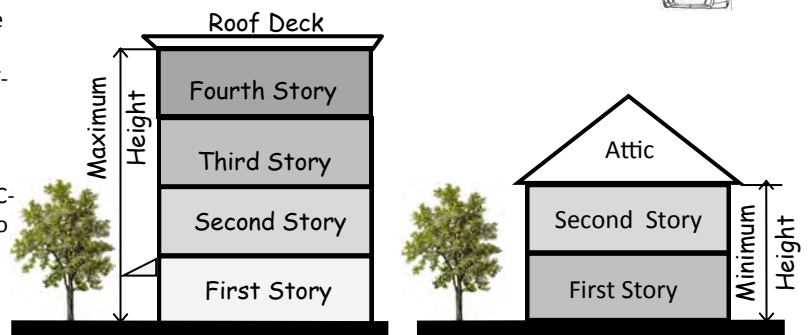 Roof Deck
Fourth Story
Third Story
Second Story
First Story
Maximum
Height
Attic
Second Story
First Story
Minimum
Height